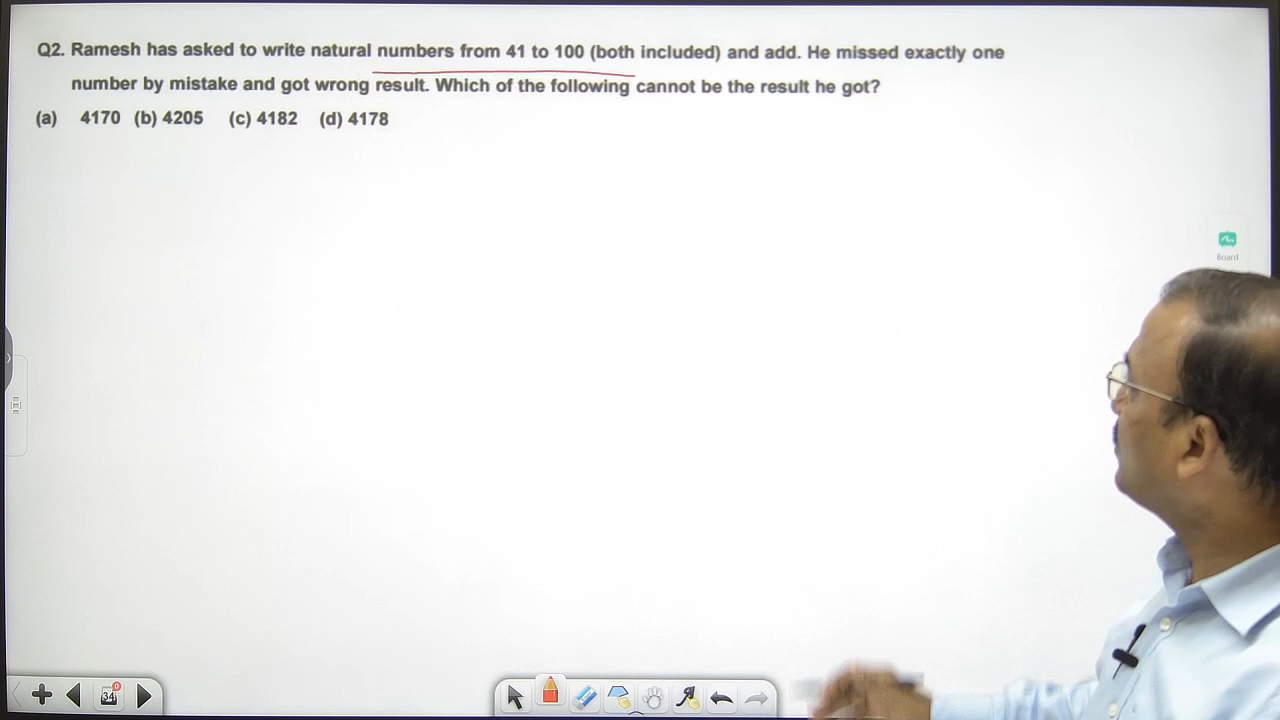 Q2. Ramesh has asked to write natural numbers from 41 to 100 (both included) and add. He missed exactly one
number by mistake and got wrong result. Which of the following cannot be the result he got?
(a) 4170 (b) 4205 (c) 4182 (d) 4178
Board
34
0